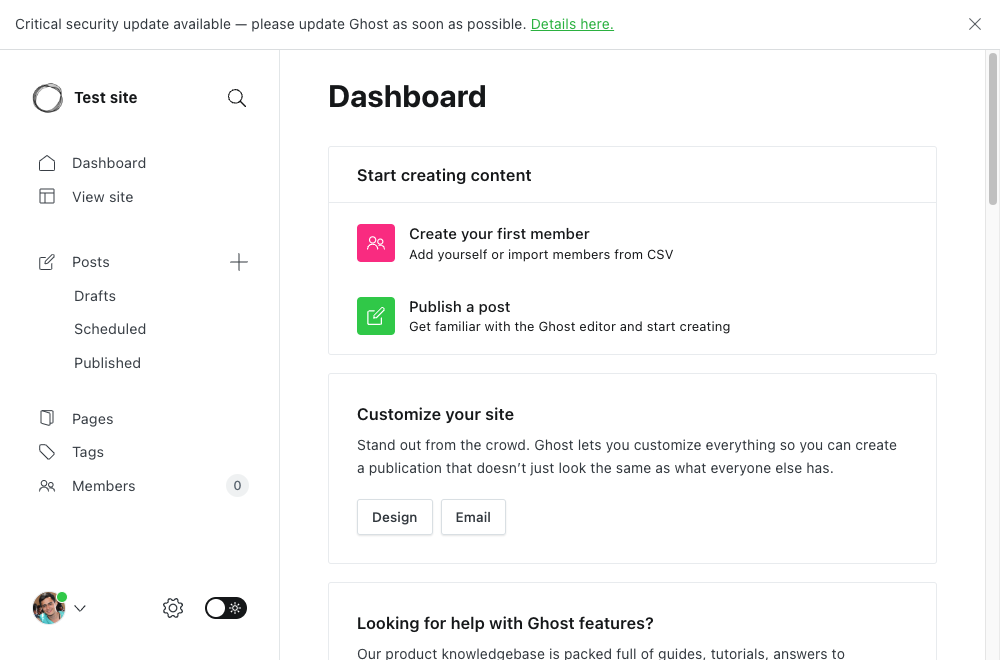 Critical security update available — please update Ghost as soon as possible. Details here.
Test site
Dashboard
View site
Posts
Drafts
Scheduled
Published
Pages
Tags
Members
0
Dashboard
Start creating content
Create your first member
Add yourself or import members from CSV
Publish a post
Get familiar with the Ghost editor and start creating
Customize your site
Stand out from the crowd. Ghost lets you customize everything so you can create
a publication that doesn’t just look the same as what everyone else has.
Design
Email
Looking for help with Ghost features?
Our product knowledgebase is packed full of guides, tutorials, answers to